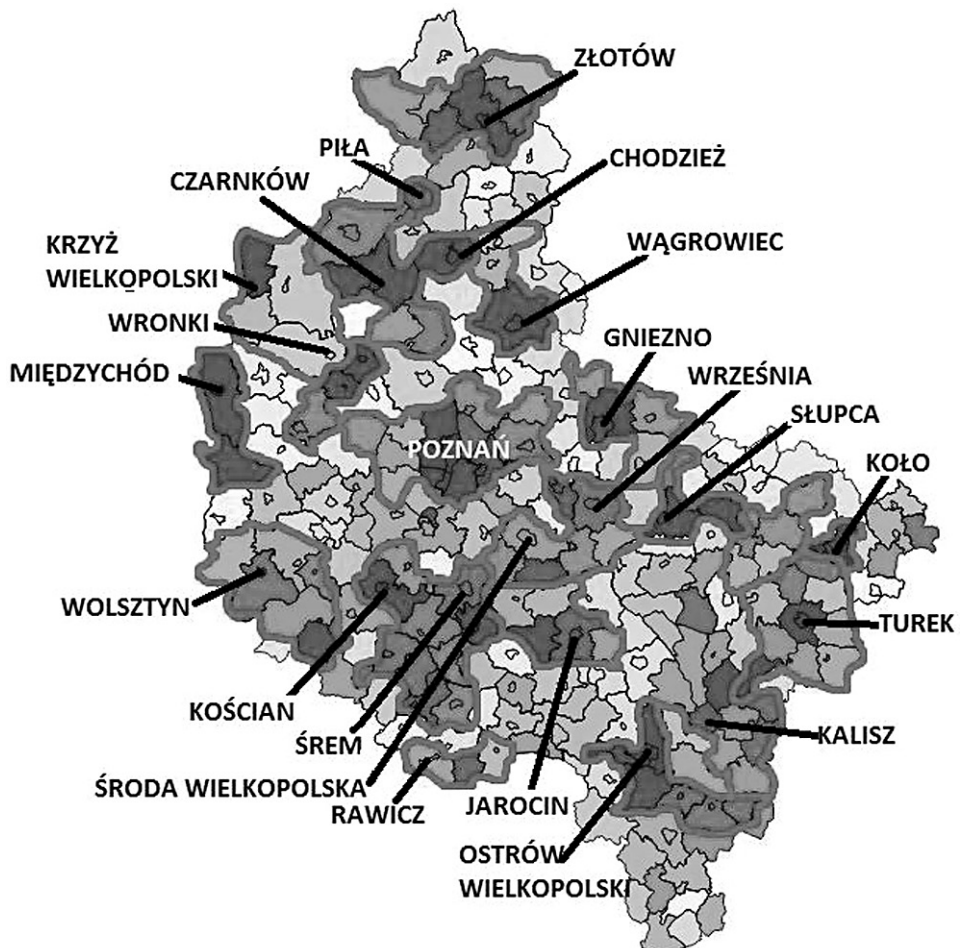 ZŁOTÓW
PIŁA
CHODZIEŻ
CZARNKÓW
KRZYŻ
WIELKOPOLSKI
WĄGROWIEC
WRONKI
GNIEZNO
MIĘDZYCHÓD
WRZEŚNIA
SŁUPCA
POZNAŃ
KOŁO
WOLSZTYN
TUREK
KOŚCIAN
KALISZ
ŚREM
ŚRODA WIELKOPOLSKA
RAWICZ
JAROCIN
OSTRÓW
WIELKOPOLSKI